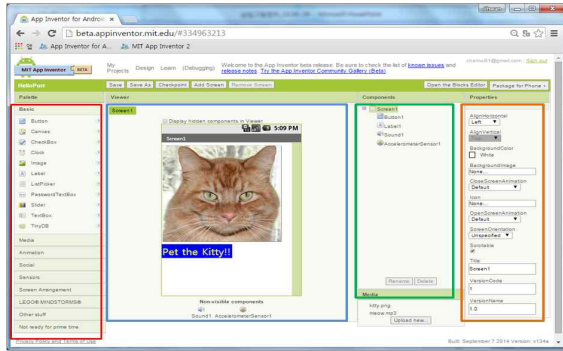 App Inventor for Androi
beta.appinventor.mit.edu/#334963213
App Inventor for A... MIT App Inventor 2
MIT App Inventor BETA
My Projects Design Learn (Debugging)
Welcome to the App Inventor beta release. Be sure to check the list of known issues and
release notes. Try the App Inventor Community Gallery (Beta)
Sign out
HelloPurr
Save Save As Checkpoint Add Screen Remove Screen
Open the Blocks Editor Package for Phone
Palette
Basic
Button
Canvas
CheckBox
Clock
Image
Label
ListPicker
PasswordTextBox
Slider
TextBox
TinyDB
Media
Animation
Social
Sensors
Screen Arrangement
LEGO® MINDSTORMS®
Other stuff
Not ready for prime time
Viewer
Screen1
Display hidden components in Viewer
5:09 PM
Screen1
Pet the Kitty!!
Non-visible components
Sound1 AccelerometerSensor1
Components
Screen1
Button1
Label1
Sound1
AccelerometerSensor1
Rename Delete
Media
kitty.png
meow.mp3
Upload new...
Properties
AlignHorizontal
Left
AlignVertical
BackgroundColor
White
BackgroundImage
None...
CloseScreenAnimation
Default
Icon
None...
OpenScreenAnimation
Default
ScreenOrientation
Unspecified
Scrollable
Title
Screen1
VersionCode
1
VersionName
1.0
Privacy Policy and Terms of Use
Built: September 7 2014 Version: v134a